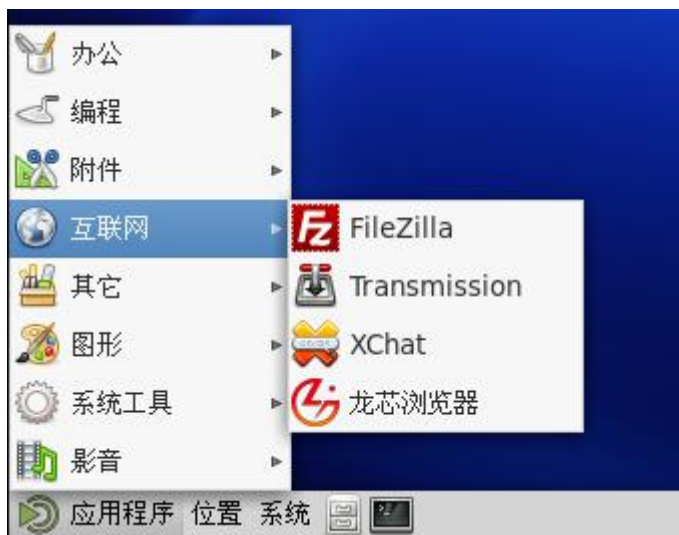 办公
编程
附件
互联网
其它
图形
系统工具
影音
FileZilla
Transmission
XChat
龙芯浏览器
应用程序 位置 系统